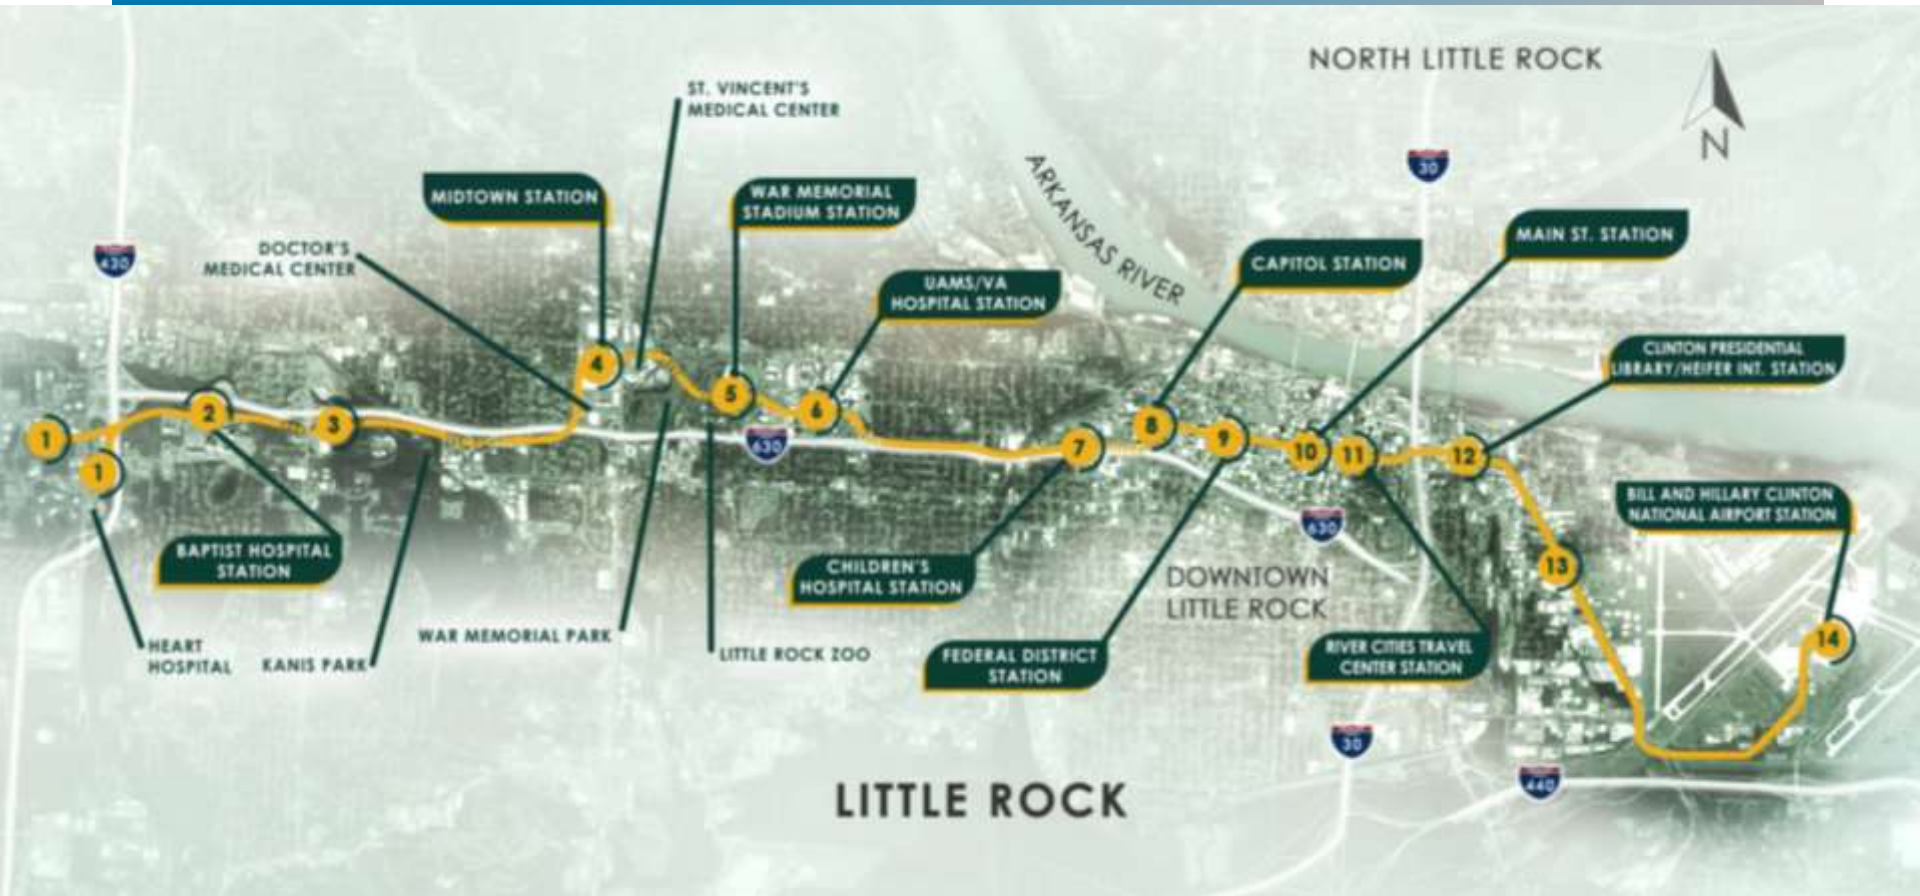 NORTH LITTLE ROCK
N
ST. VINCENT'S
MEDICAL CENTER
30
ARKANSAS RIVER
MIDTOWN STATION
WAR MEMORIAL
STADIUM STATION
MAIN ST. STATION
DOCTOR'S
MEDICAL CENTER
430
CAPITOL STATION
UAMS/VA
HOSPITAL STATION
CLINTON PRESIDENTIAL
LIBRARY/HEIFER INT. STATION
1
1
2
3
4
5
6
630
7
8
9
10
11
12
13
14
BILL AND HILLARY CLINTON
NATIONAL AIRPORT STATION
630
BAPTIST HOSPITAL
STATION
CHILDREN'S
HOSPITAL STATION
DOWNTOWN
LITTLE ROCK
HEART
HOSPITAL
KANIS PARK
WAR MEMORIAL PARK
LITTLE ROCK ZOO
FEDERAL DISTRICT
STATION
RIVER CITIES TRAVEL
CENTER STATION
30
440
LITTLE ROCK